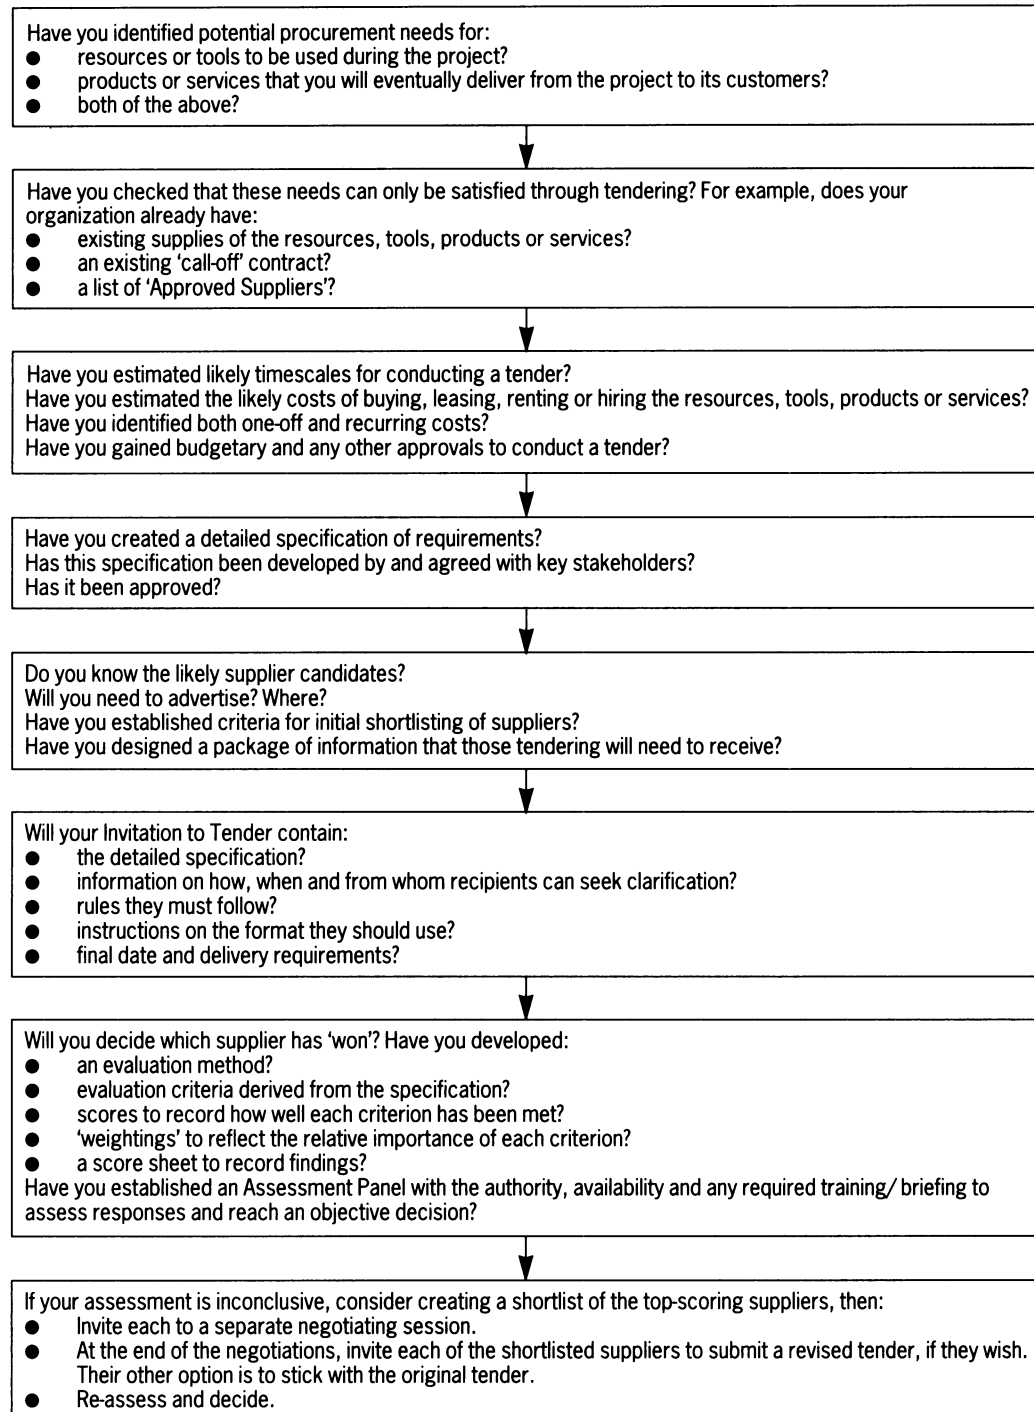 Have you identified potential procurement needs for:
● resources or tools to be used during the project?
● products or services that you will eventually deliver from the project to its customers?
● both of the above?
Have you checked that these needs can only be satisfied through tendering? For example, does your
organization already have:
● existing supplies of the resources, tools, products or services?
● an existing ‘call-off’ contract?
● a list of ‘Approved Suppliers’?
Have you estimated likely timescales for conducting a tender?
Have you estimated the likely costs of buying, leasing, renting or hiring the resources, tools, products or services?
Have you identified both one-off and recurring costs?
Have you gained budgetary and any other approvals to conduct a tender?
Have you created a detailed specification of requirements?
Has this specification been developed by and agreed with key stakeholders?
Has it been approved?
Do you know the likely supplier candidates?
Will you need to advertise? Where?
Have you established criteria for initial shortlisting of suppliers?
Have you designed a package of information that those tendering will need to receive?
Will your Invitation to Tender contain:
● the detailed specification?
● information on how, when and from whom recipients can seek clarification?
● rules they must follow?
● instructions on the format they should use?
● final date and delivery requirements?
Will you decide which supplier has ‘won’? Have you developed:
● an evaluation method?
● evaluation criteria derived from the specification?
● scores to record how well each criterion has been met?
● ‘weightings’ to reflect the relative importance of each criterion?
● a score sheet to record findings?
Have you established an Assessment Panel with the authority, availability and any required training/ briefing to
assess responses and reach an objective decision?
If your assessment is inconclusive, consider creating a shortlist of the top-scoring suppliers, then:
● Invite each to a separate negotiating session.
● At the end of the negotiations, invite each of the shortlisted suppliers to submit a revised tender, if they wish.
Their other option is to stick with the original tender.
● Re-assess and decide.